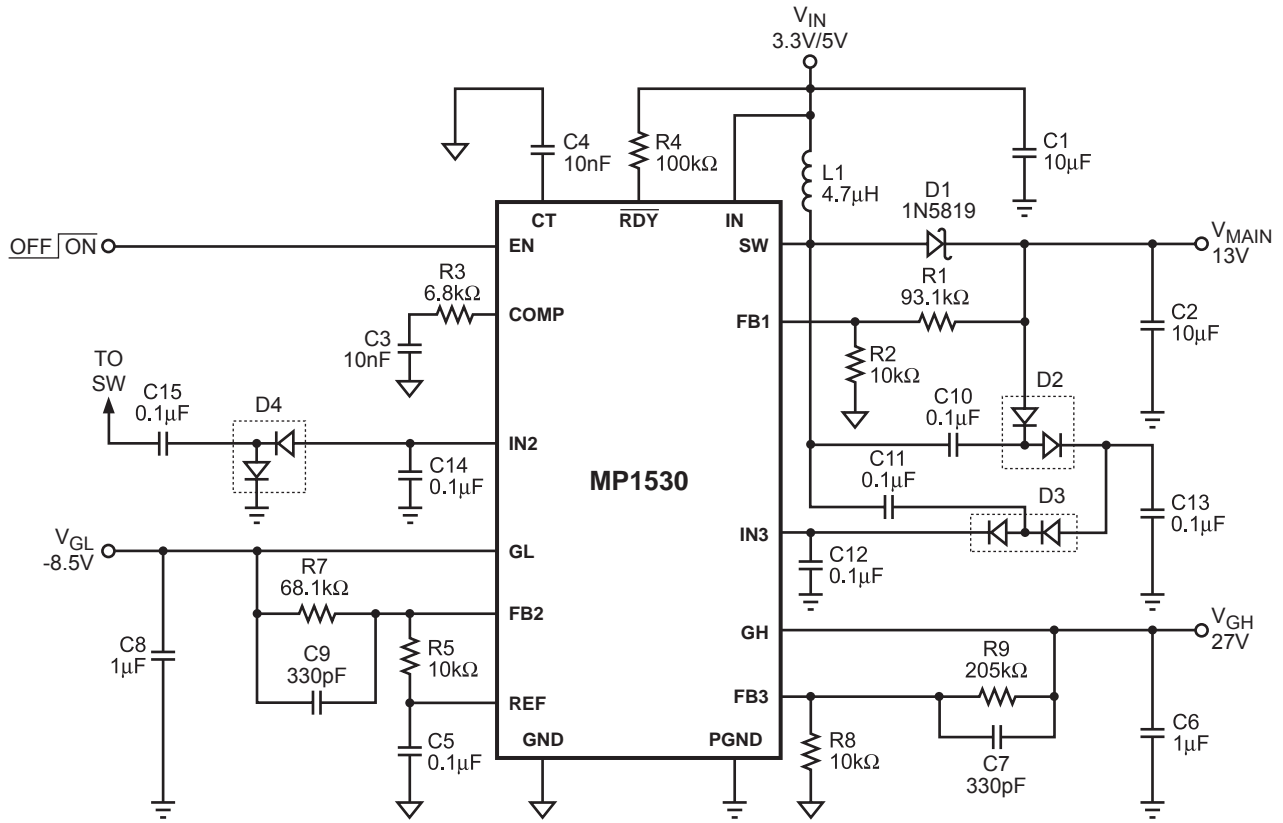 VIN
3.3V/5V
C4
10nF
R4
100kΩ
C1
10µF
L1
4.7µH
D1
1N5819
CT
RDY
IN
OFF ON
EN
SW
VMAIN
13V
R3
6.8kΩ
COMP
R1
93.1kΩ
FB1
C3
10nF
R2
10kΩ
C2
10µF
TO
SW
C15
0.1µF
D4
C10
0.1µF
D2
IN2
C14
0.1µF
MP1530
C11
0.1µF
D3
C13
0.1µF
IN3
C12
0.1µF
VGL
-8.5V
GL
R7
68.1kΩ
FB2
C8
1µF
C9
330pF
R5
10kΩ
GH
VGH
27V
R9
205kΩ
FB3
REF
C5
0.1µF
GND
PGND
R8
10kΩ
C7
330pF
C6
1µF